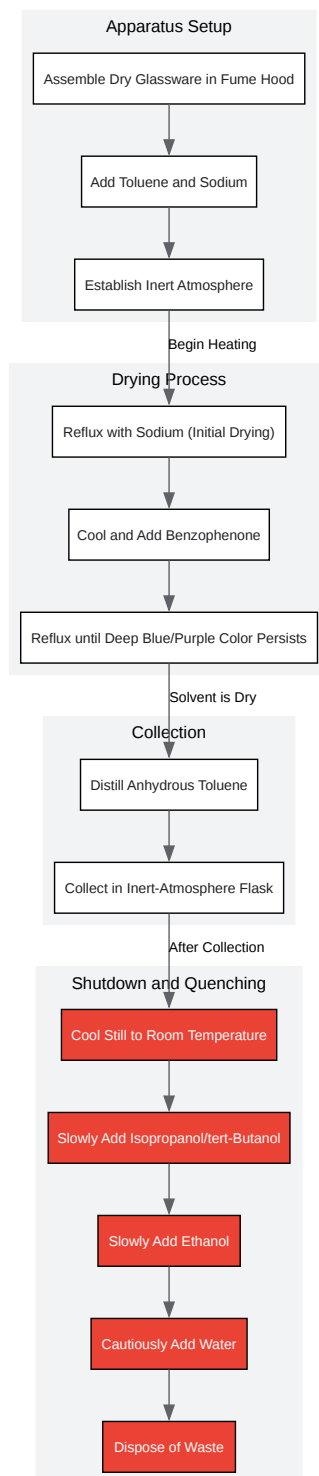 Apparatus Setup
Assemble Dry Glassware in Fume Hood
Add Toluene and Sodium
Establish Inert Atmosphere
Begin Heating
Drying Process
Reflux with Sodium (Initial Drying)
Cool and Add Benzophenone
Reflux until Deep Blue/Purple Color Persists
Solvent is Dry
Collection
Distill Anhydrous Toluene
Collect in Inert-Atmosphere Flask
After Collection
Shutdown and Quenching
Cool Still to Room Temperature
Slowly Add Isopropanol/tert-Butanol
Slowly Add Ethanol
Cautiously Add Water
Dispose of Waste